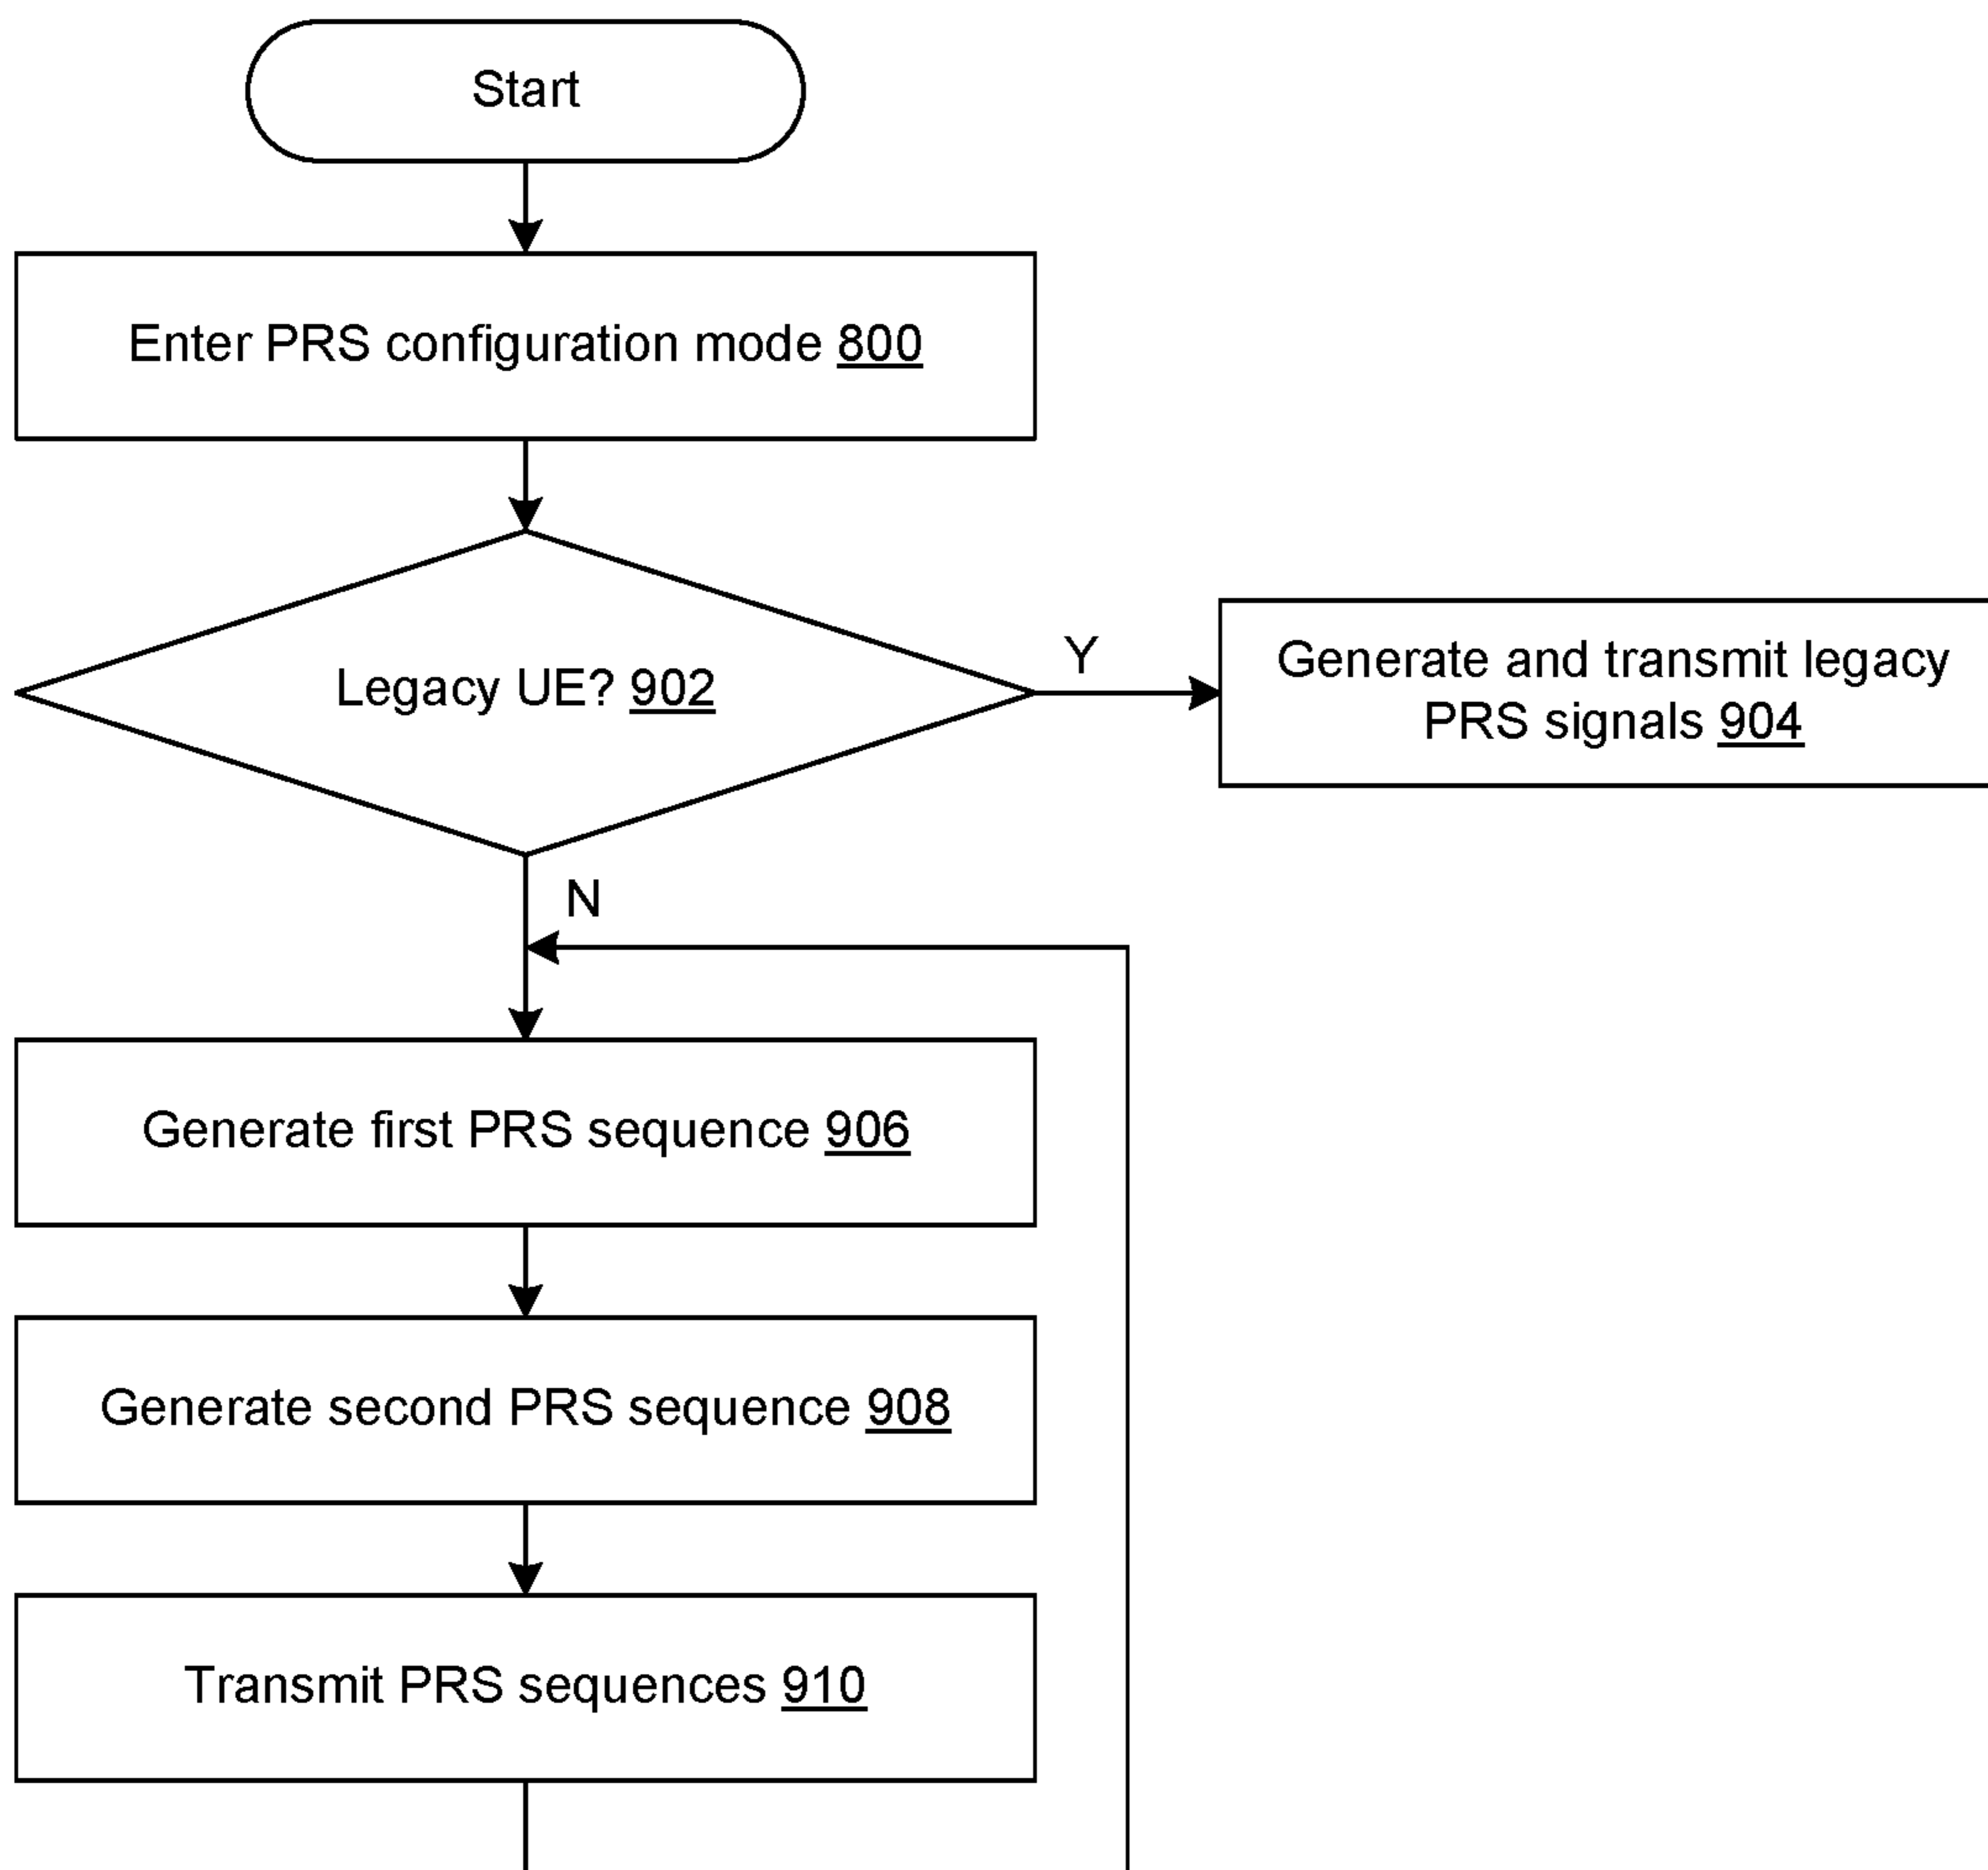 Start
Enter PRS configuration mode 800
Legacy UE? 902
Y
Generate and transmit legacy
PRS signals 904
N
Generate first PRS sequence 906
Generate second PRS sequence 908
Transmit PRS sequences 910